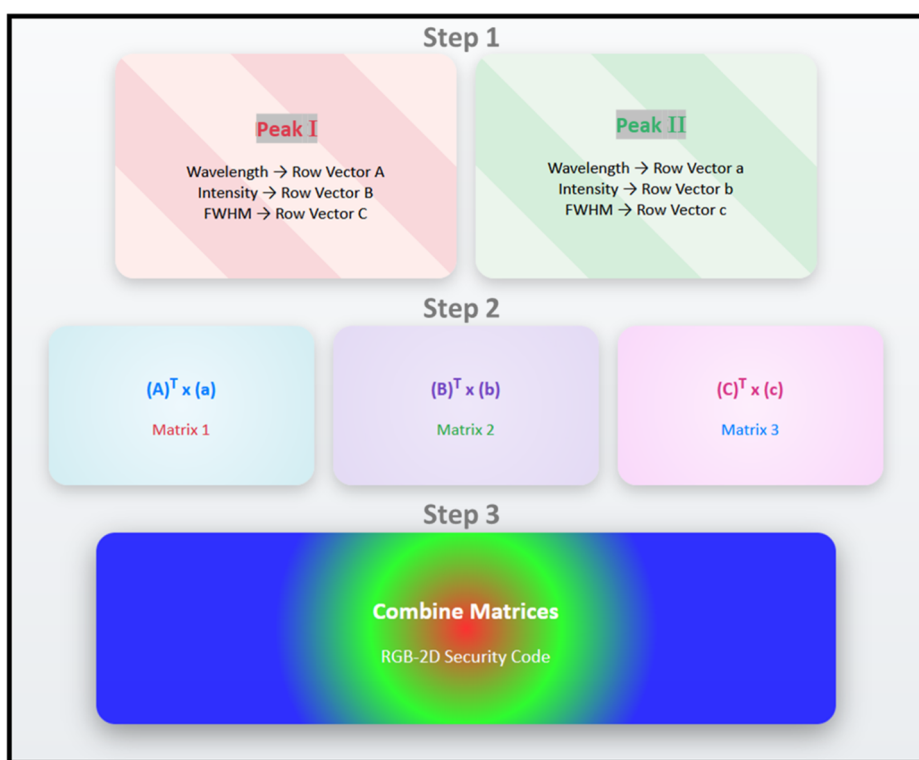 Step 1
Peak I
Wavelength → Row Vector A
Intensity → Row Vector B
FWHM → Row Vector C
Peak II
Wavelength → Row Vector a
Intensity → Row Vector b
FWHM → Row Vector c
Step 2
(A)ᵀ x (a)
Matrix 1
(B)ᵀ x (b)
Matrix 2
(C)ᵀ x (c)
Matrix 3
Step 3
Combine Matrices
RGB-2D Security Code